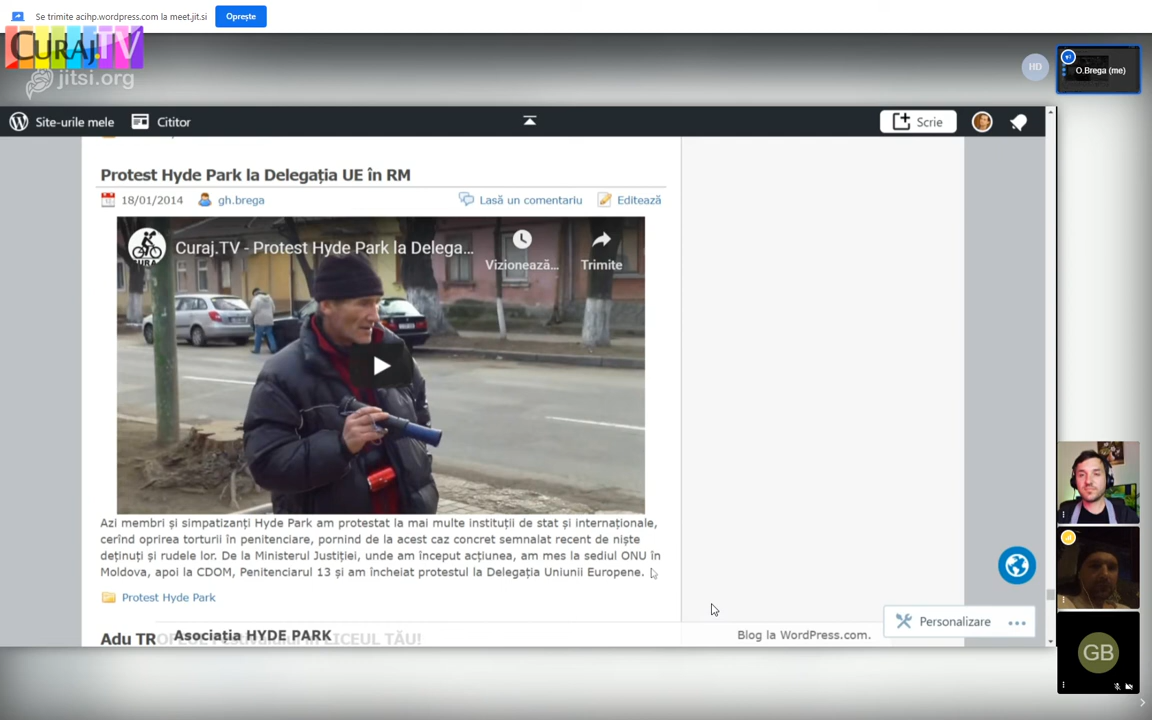 Se trimite acihp.wordpress.com la meet.jit.si
Oprește
CURAJ.TV
jitsi.org
HD
O.Brega (me)
Site-urile mele
Cititor
Scrie
Protest Hyde Park la Delegația UE în RM
18/01/2014
gh.brega
Lasă un comentariu
Editează
Curaj.TV - Protest Hyde Park la Delega...
Vizionează...
Trimite
Azi membri și simpatizanți Hyde Park am protestat la mai multe instituții de stat și internaționale,
cerînd oprirea torturii în penitenciare, pornind de la acest caz concret semnalat recent de niște
deținuți și rudele lor. De la Ministerul Justiției, unde am început acțiunea, am mes la sediul ONU în
Moldova, apoi la CDOM, Penitenciarul 13 și am încheiat protestul la Delegația Uniunii Europene.
Protest Hyde Park
Asociația HYDE PARK
LICEUL TĂU!
Blog la WordPress.com.
Personalizare
GB